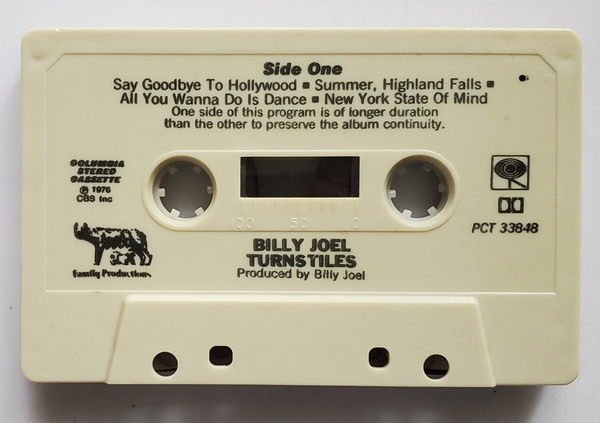 Side One
Say Goodbye To Hollywood ■ Summer, Highland Falls ■
All You Wanna Do Is Dance ■ New York State Of Mind
One side of this program is of longer duration
than the other to preserve the album continuity.
COLUMBIA
STEREO
CASSETTE
℗ 1976
CBS Inc
100 50 0
PCT 33848
BILLY JOEL
TURNSTILES
Produced by Billy Joel
Family Productions